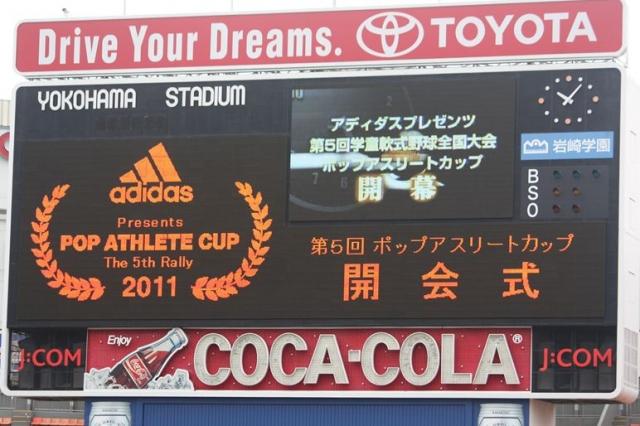 Drive Your Dreams. TOYOTA
YOKOHAMA STADIUM
アディダスプレゼンツ
第5回学童軟式野球全国大会
ポップアスリートカップ
開幕
岩崎学園
B
S
O
adidas
Presents
POP ATHLETE CUP
The 5th Rally
2011
第5回 ポップアスリートカップ
開会式
J:COM
Enjoy
COCA-COLA®
J:COM